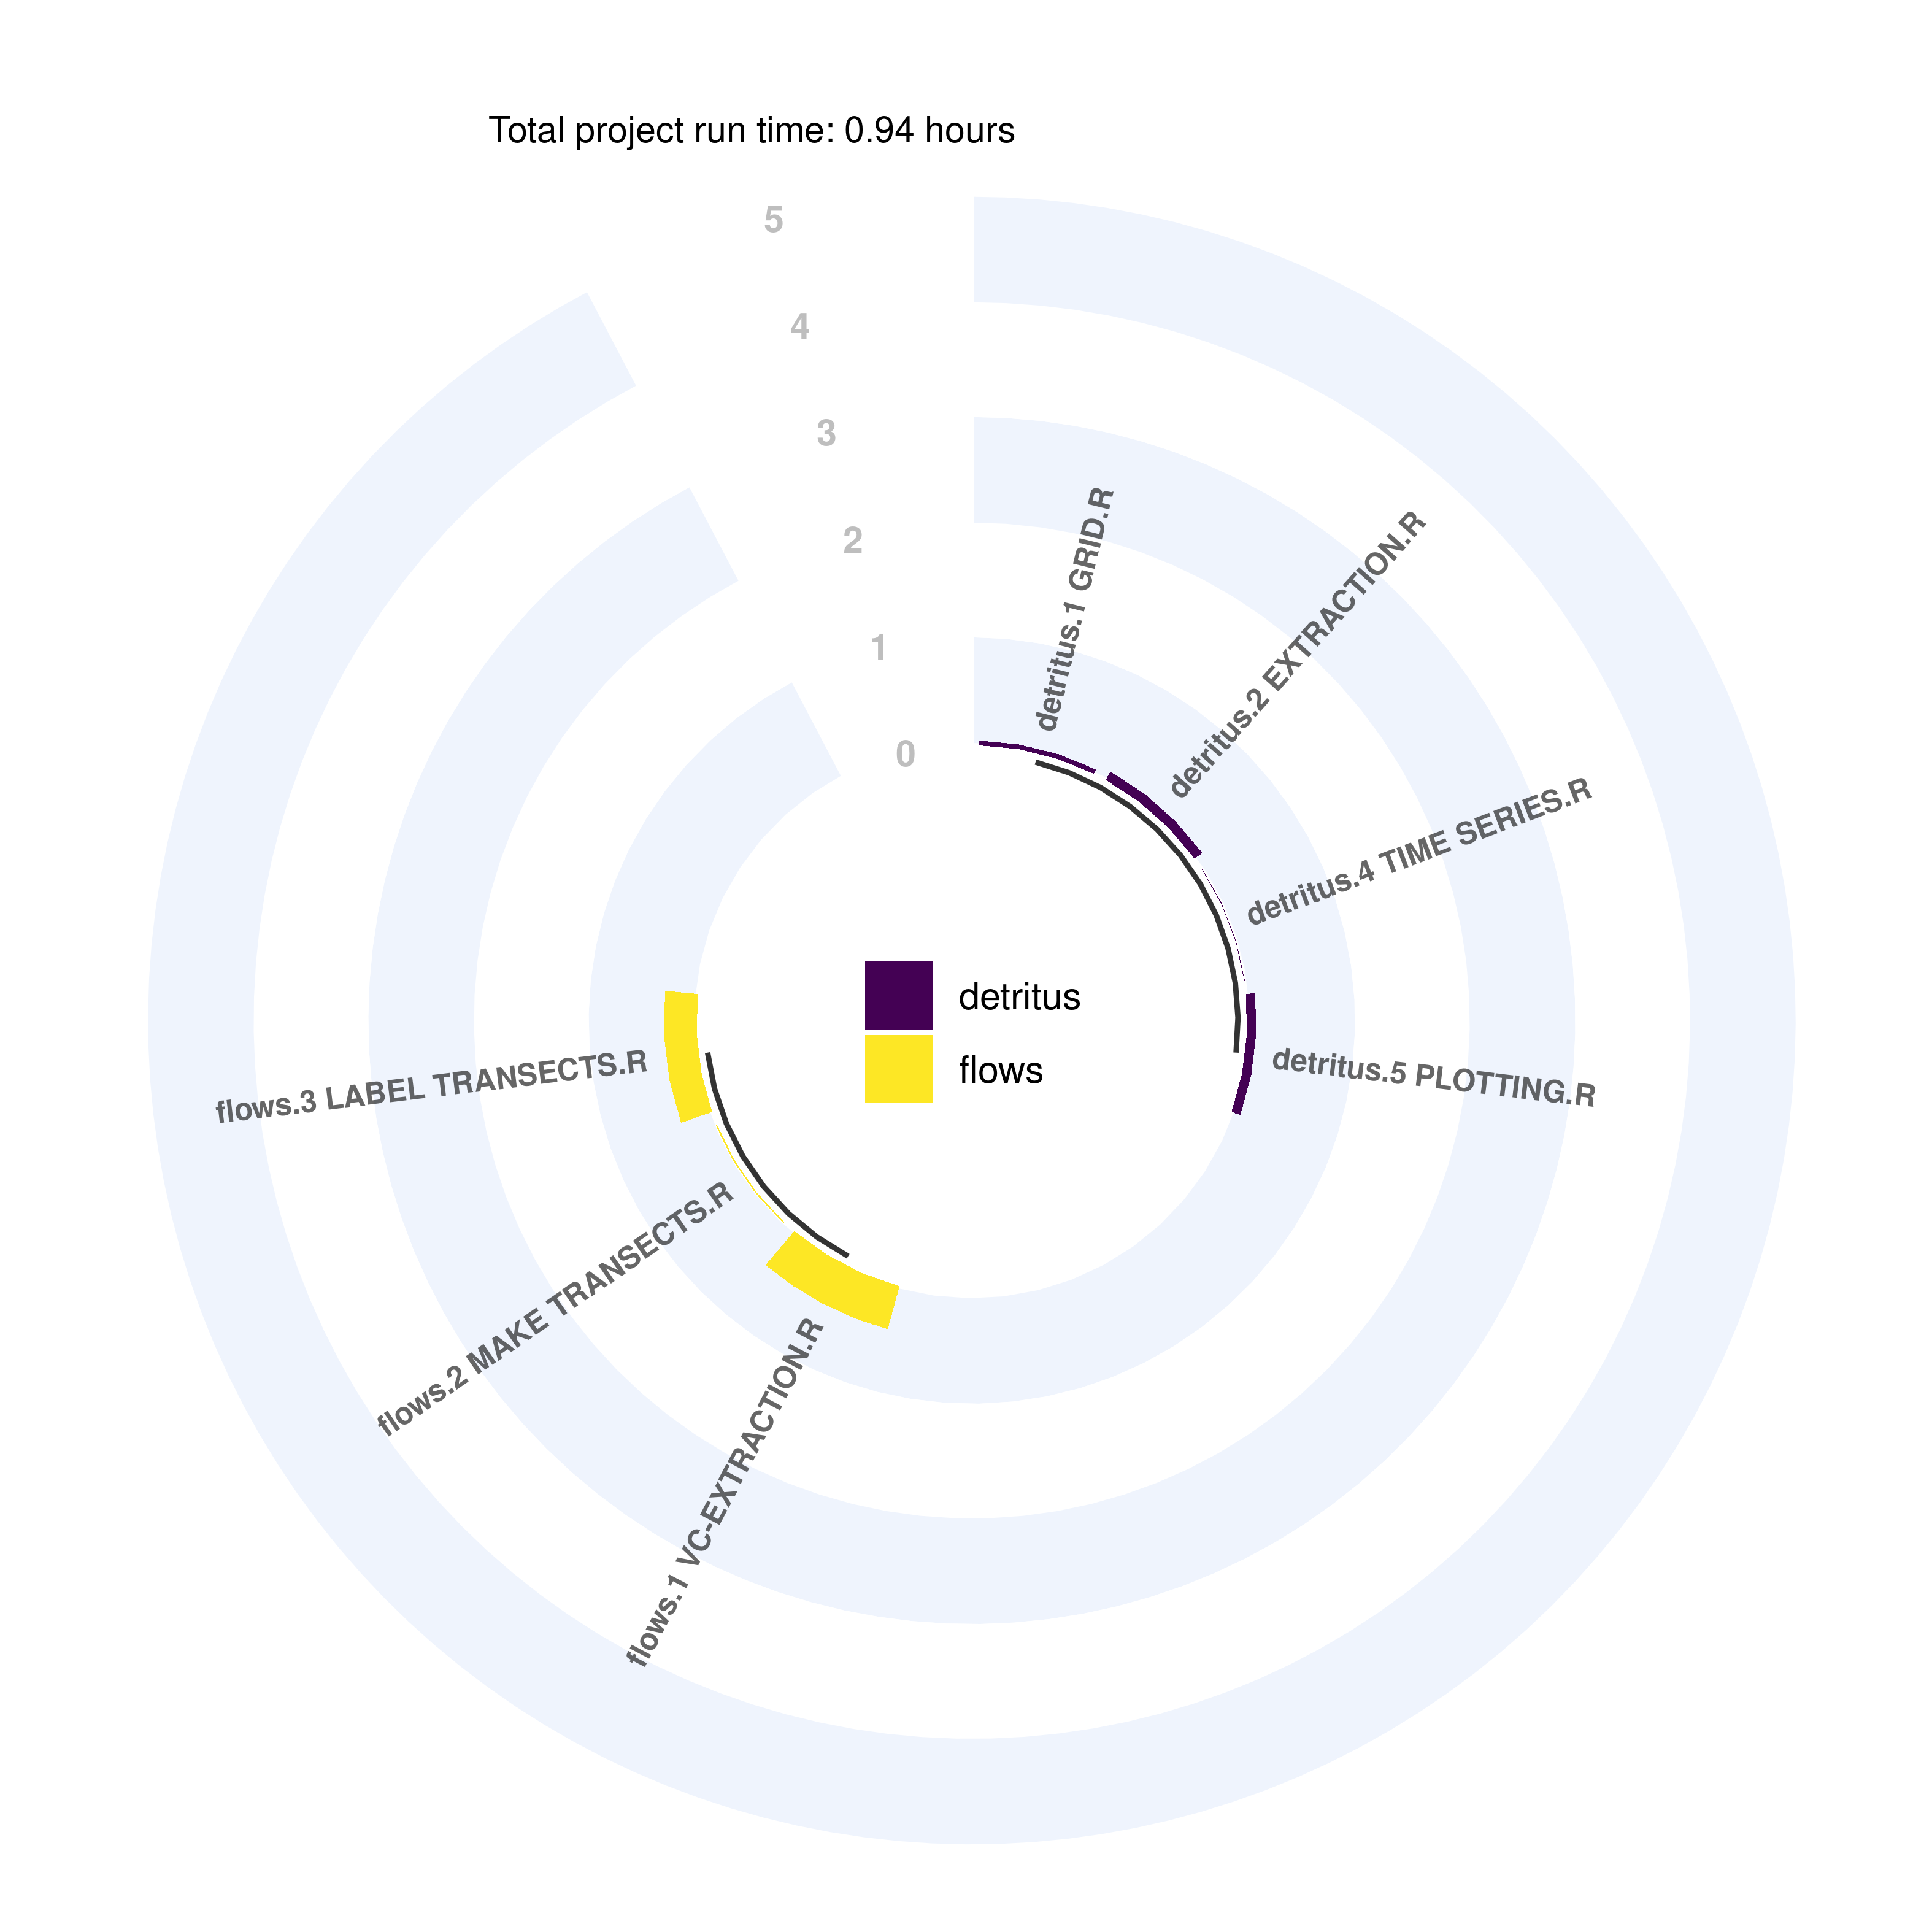 Total project run time: 0.94 hours
5
4
3
2
1
0
detritus.1 GRID.R
detritus.2 EXTRACTION.R
detritus.4 TIME SERIES.R
detritus.5 PLOTTING.R
flows.1 VC-EXTRACTION.R
flows.2 MAKE TRANSECTS.R
flows.3 LABEL TRANSECTS.R
detritus
flows